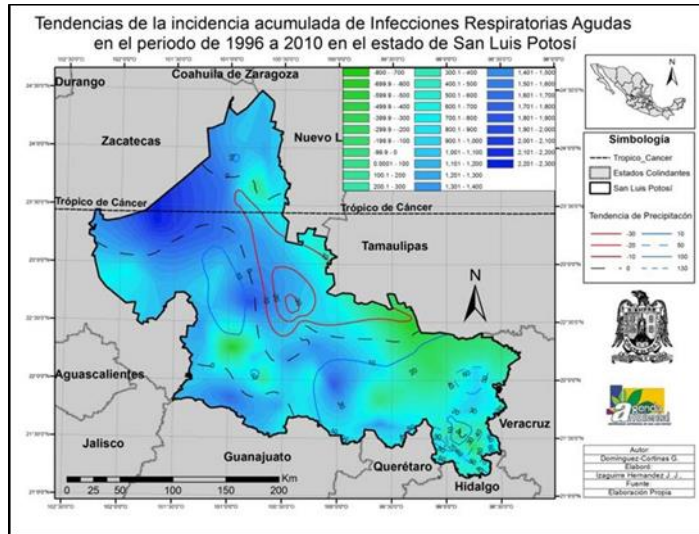 Tendencias de la incidencia acumulada de Infecciones Respiratorias Agudas
en el periodo de 1996 a 2010 en el estado de San Luis Potosí
Durango
Coahuila de Zaragoza
Zacatecas
Nuevo L
Trópico de Cáncer
Trópico de Cáncer
Tamaulipas
N
Aguascalientes
Jalisco
Guanajuato
Querétaro
Hidalgo
Veracruz
Km
0 25 50 100 150 200
-800 - -700
-699.9 - -600
-599.9 - -500
-499.9 - -400
-399.9 - -300
-299.9 - -200
-199.9 - -100
-99.9 - 0
0.0001 - 100
100.1 - 200
200.1 - 300
300.1 - 400
400.1 - 500
500.1 - 600
600.1 - 700
700.1 - 800
800.1 - 900
900.1 - 1,000
1,001 - 1,100
1,101 - 1,200
1,201 - 1,300
1,301 - 1,400
1,401 - 1,500
1,501 - 1,600
1,601 - 1,700
1,701 - 1,800
1,801 - 1,900
1,901 - 2,000
2,001 - 2,100
2,101 - 2,200
2,201 - 2,300
N
Simbología
Tropico_Cancer
Estados Colindantes
San Luis Potosí
Tendencia de Precipitación
-30 10
-20 50
-10 100
0 130
Autor:
Domínguez-Cortinas G.
Elaboró:
Izaguirre Hernandez J. J.,
Fuente:
Elaboración Propia